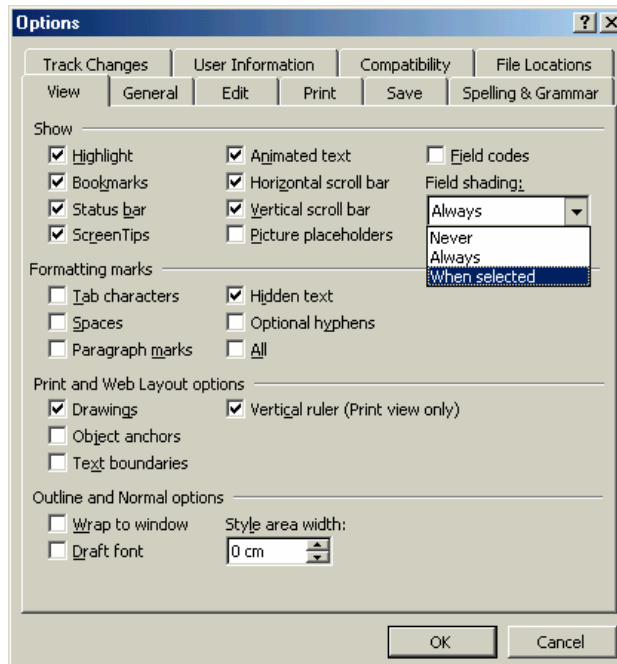 Options
Track Changes User Information Compatibility File Locations
View General Edit Print Save Spelling & Grammar
Show
Highlight Animated text Field codes
Bookmarks Horizontal scroll bar Field shading:
Status bar Vertical scroll bar Always
ScreenTips Picture placeholders Never
Always
Formatting marks When selected
Tab characters Hidden text
Spaces Optional hyphens
Paragraph marks All
Print and Web Layout options
Drawings Vertical ruler (Print view only)
Object anchors
Text boundaries
Outline and Normal options
Wrap to window Style area width:
Draft font 0 cm
OK Cancel